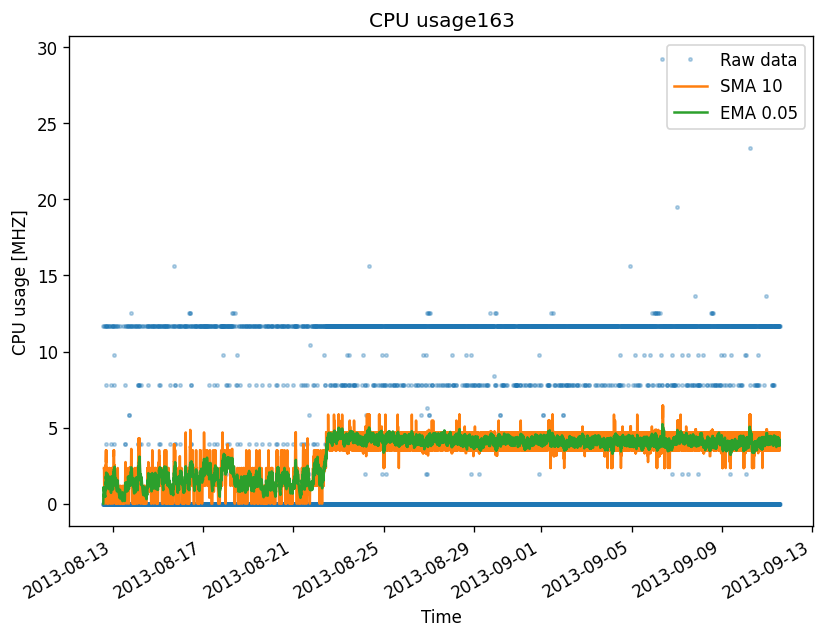 CPU usage163
Raw data
SMA 10
EMA 0.05
CPU usage [MHZ]
30
25
20
15
10
5
0
2013-08-13
2013-08-17
2013-08-21
2013-08-25
2013-08-29
2013-09-01
2013-09-05
2013-09-09
2013-09-13
Time